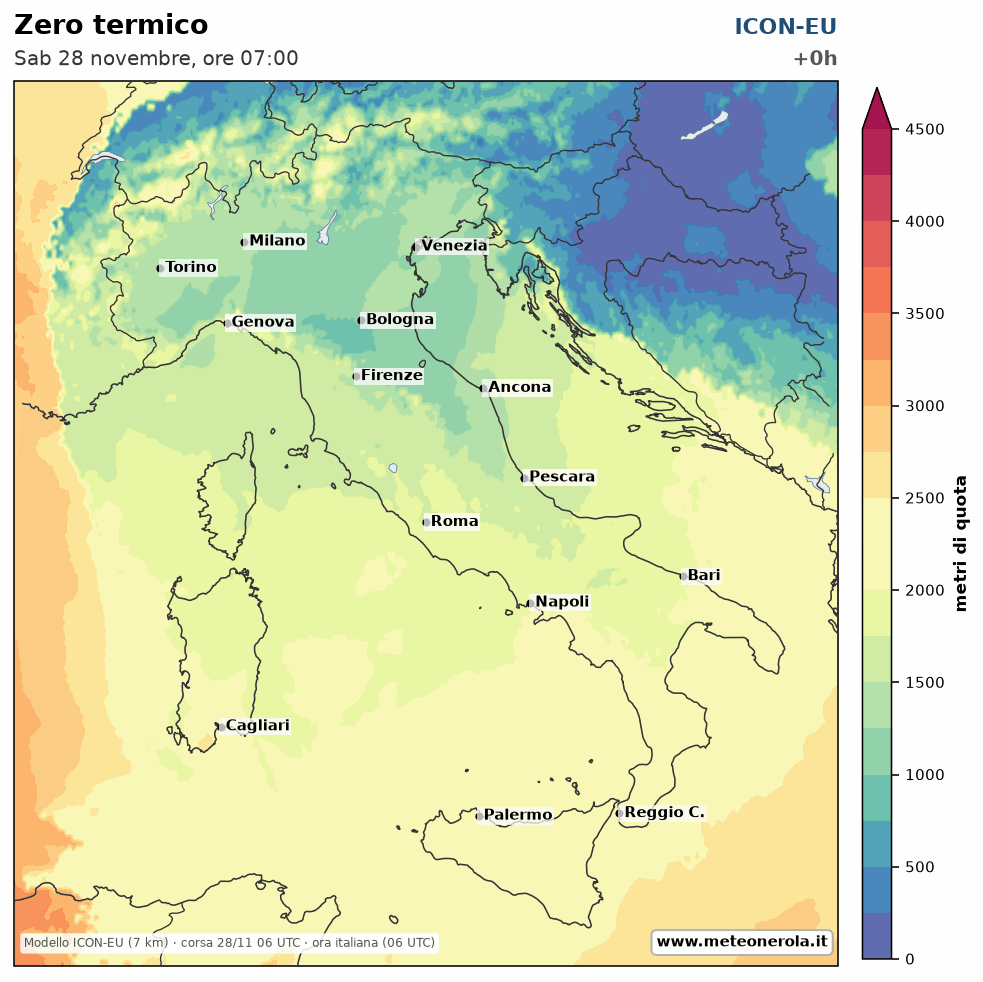 Zero termico
ICON-EU
Sab 28 novembre, ore 07:00
+0h
4500
4000
3500
3000
2500
2000
1500
1000
500
0
metri di quota
Milano
Venezia
Torino
Genova
Bologna
Firenze
Ancona
Pescara
Roma
Bari
Napoli
Cagliari
Palermo
Reggio C.
Modello ICON-EU (7 km) · corsa 28/11 06 UTC · ora italiana (06 UTC)
www.meteonerola.it